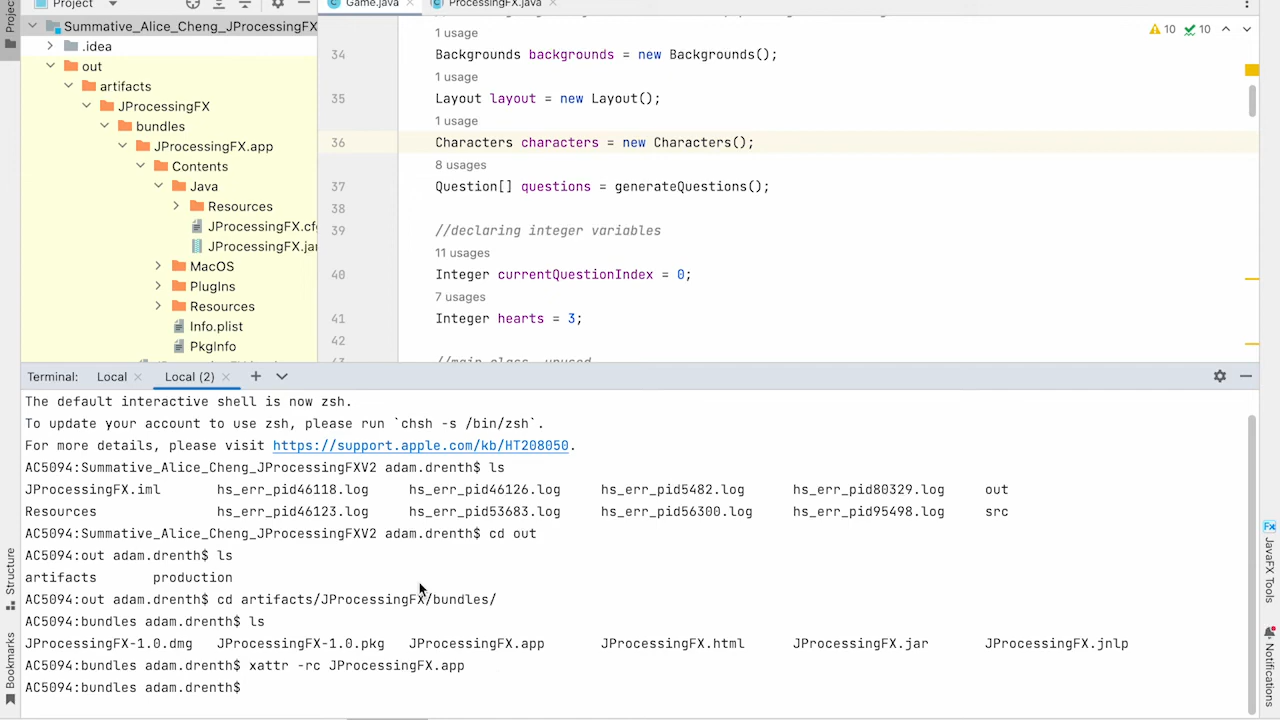 Project
Game.java ×
ProcessingFX.java ×
Project
Summative_Alice_Cheng_JProcessingFX
.idea
out
artifacts
JProcessingFX
bundles
JProcessingFX.app
Contents
Java
Resources
JProcessingFX.cf
JProcessingFX.jar
MacOS
PlugIns
Resources
Info.plist
PkgInfo
10 10
1 usage
34 Backgrounds backgrounds = new Backgrounds();
1 usage
35 Layout layout = new Layout();
1 usage
36 Characters characters = new Characters();
8 usages
37 Question[] questions = generateQuestions();
38
39 //declaring integer variables
11 usages
40 Integer currentQuestionIndex = 0;
7 usages
41 Integer hearts = 3;
42
43 //main class, unused
Terminal: Local × Local (2) × +
The default interactive shell is now zsh.
To update your account to use zsh, please run `chsh -s /bin/zsh`.
For more details, please visit https://support.apple.com/kb/HT208050.
AC5094:Summative_Alice_Cheng_JProcessingFXV2 adam.drenth$ ls
JProcessingFX.iml hs_err_pid46118.log hs_err_pid46126.log hs_err_pid5482.log hs_err_pid80329.log out
Resources hs_err_pid46123.log hs_err_pid53683.log hs_err_pid56300.log hs_err_pid95498.log src
AC5094:Summative_Alice_Cheng_JProcessingFXV2 adam.drenth$ cd out
AC5094:out adam.drenth$ ls
artifacts production
AC5094:out adam.drenth$ cd artifacts/JProcessingFX/bundles/
AC5094:bundles adam.drenth$ ls
JProcessingFX-1.0.dmg JProcessingFX-1.0.pkg JProcessingFX.app JProcessingFX.html JProcessingFX.jar JProcessingFX.jnlp
AC5094:bundles adam.drenth$ xattr -rc JProcessingFX.app
AC5094:bundles adam.drenth$
Structure
Bookmarks
Fx
JavaFX Tools
Notifications